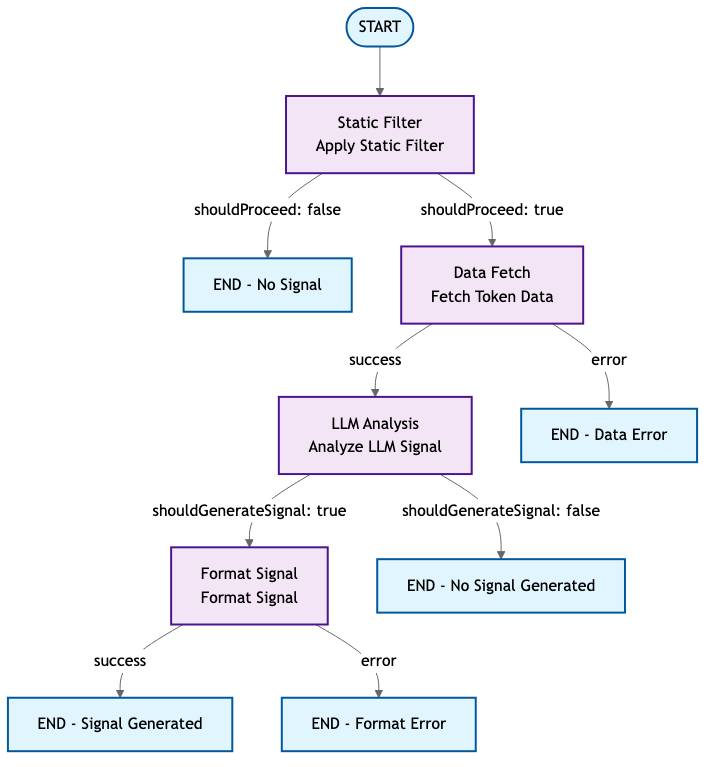 START
Static Filter
Apply Static Filter
shouldProceed: false
shouldProceed: true
END - No Signal
Data Fetch
Fetch Token Data
success
error
LLM Analysis
Analyze LLM Signal
END - Data Error
shouldGenerateSignal: true
shouldGenerateSignal: false
Format Signal
Format Signal
END - No Signal Generated
success
error
END - Signal Generated
END - Format Error